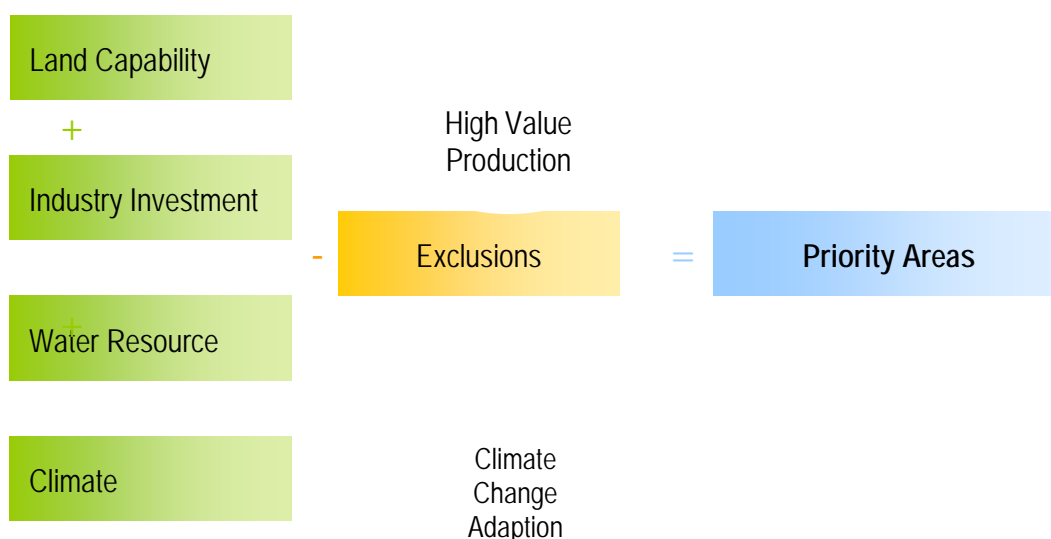 Land Capability
+
Industry Investment
+
Water Resource
Climate
High Value
Production
-
Exclusions
=
Priority Areas
Climate
Change
Adaption